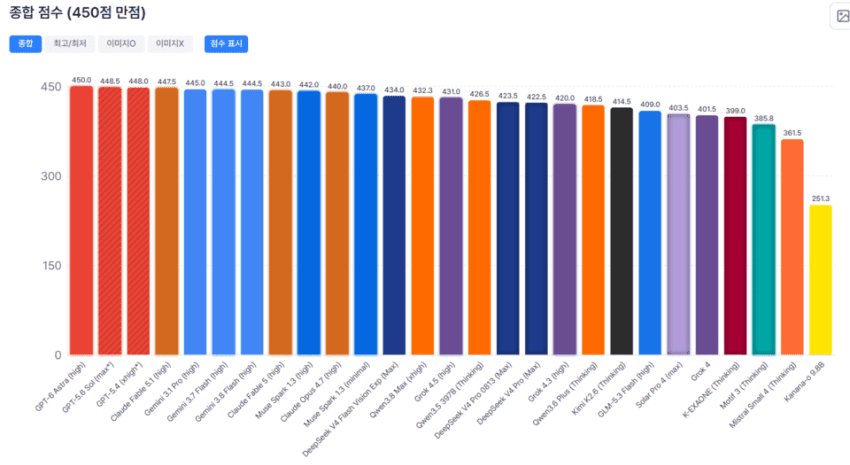 종합 점수 (450점 만점)
종합 최고/최저 이미지O 이미지X 점수 표시
450
300
150
0
450.0 448.5 448.0 447.5 445.0 444.5 444.5 443.0 442.0 440.0 437.0 434.0 432.3 431.0 426.5 423.5 422.5 420.0 418.5 414.5 409.0 403.5 401.5 399.0 385.8 361.5 251.3
GPT-6 Astra (high)
GPT-5.6 Sol (max*)
GPT-5.4 (xhigh*)
Claude Fable 5.1 (high)
Gemini 3.1 Pro (high)
Gemini 3.7 Flash (high)
Gemini 3.6 Flash (high)
Claude Fable 5 (high)
Muse Spark 1.3 (high)
Claude Opus 4.7 (high)
Muse Spark 1.3 (minimal)
DeepSeek V4 Flash Vision Exp (Max)
Qwen3.8 Max (xhigh)
Grok 4.5 (high)
Qwen3.5 397B (Thinking)
DeepSeek V4 Pro 0813 (Max)
DeepSeek V4 Pro (Max)
Grok 4.3 (high)
Qwen3.6 Plus (Thinking)
Kimi K2.6 (Thinking)
GLM-5.3 Flash (high)
Solar Pro 4 (max)
Grok 4
K-EXAONE (Thinking)
Motif 3 (Thinking)
Mistral Small 4 (Thinking)
Kanana-o 9.8B